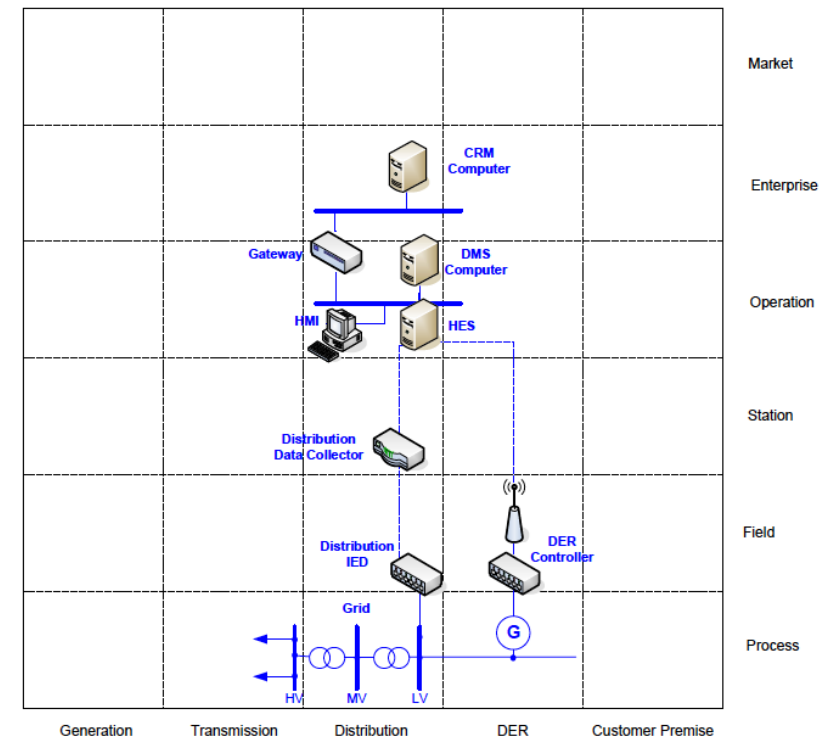 Market
CRM
Computer
Enterprise
Gateway
DMS
Computer
Operation
HMI
HES
Station
Distribution
Data Collector
Field
DER
Controller
Distribution
IED
Grid
G
Process
HV
MV
LV
Generation
Transmission
Distribution
DER
Customer Premise